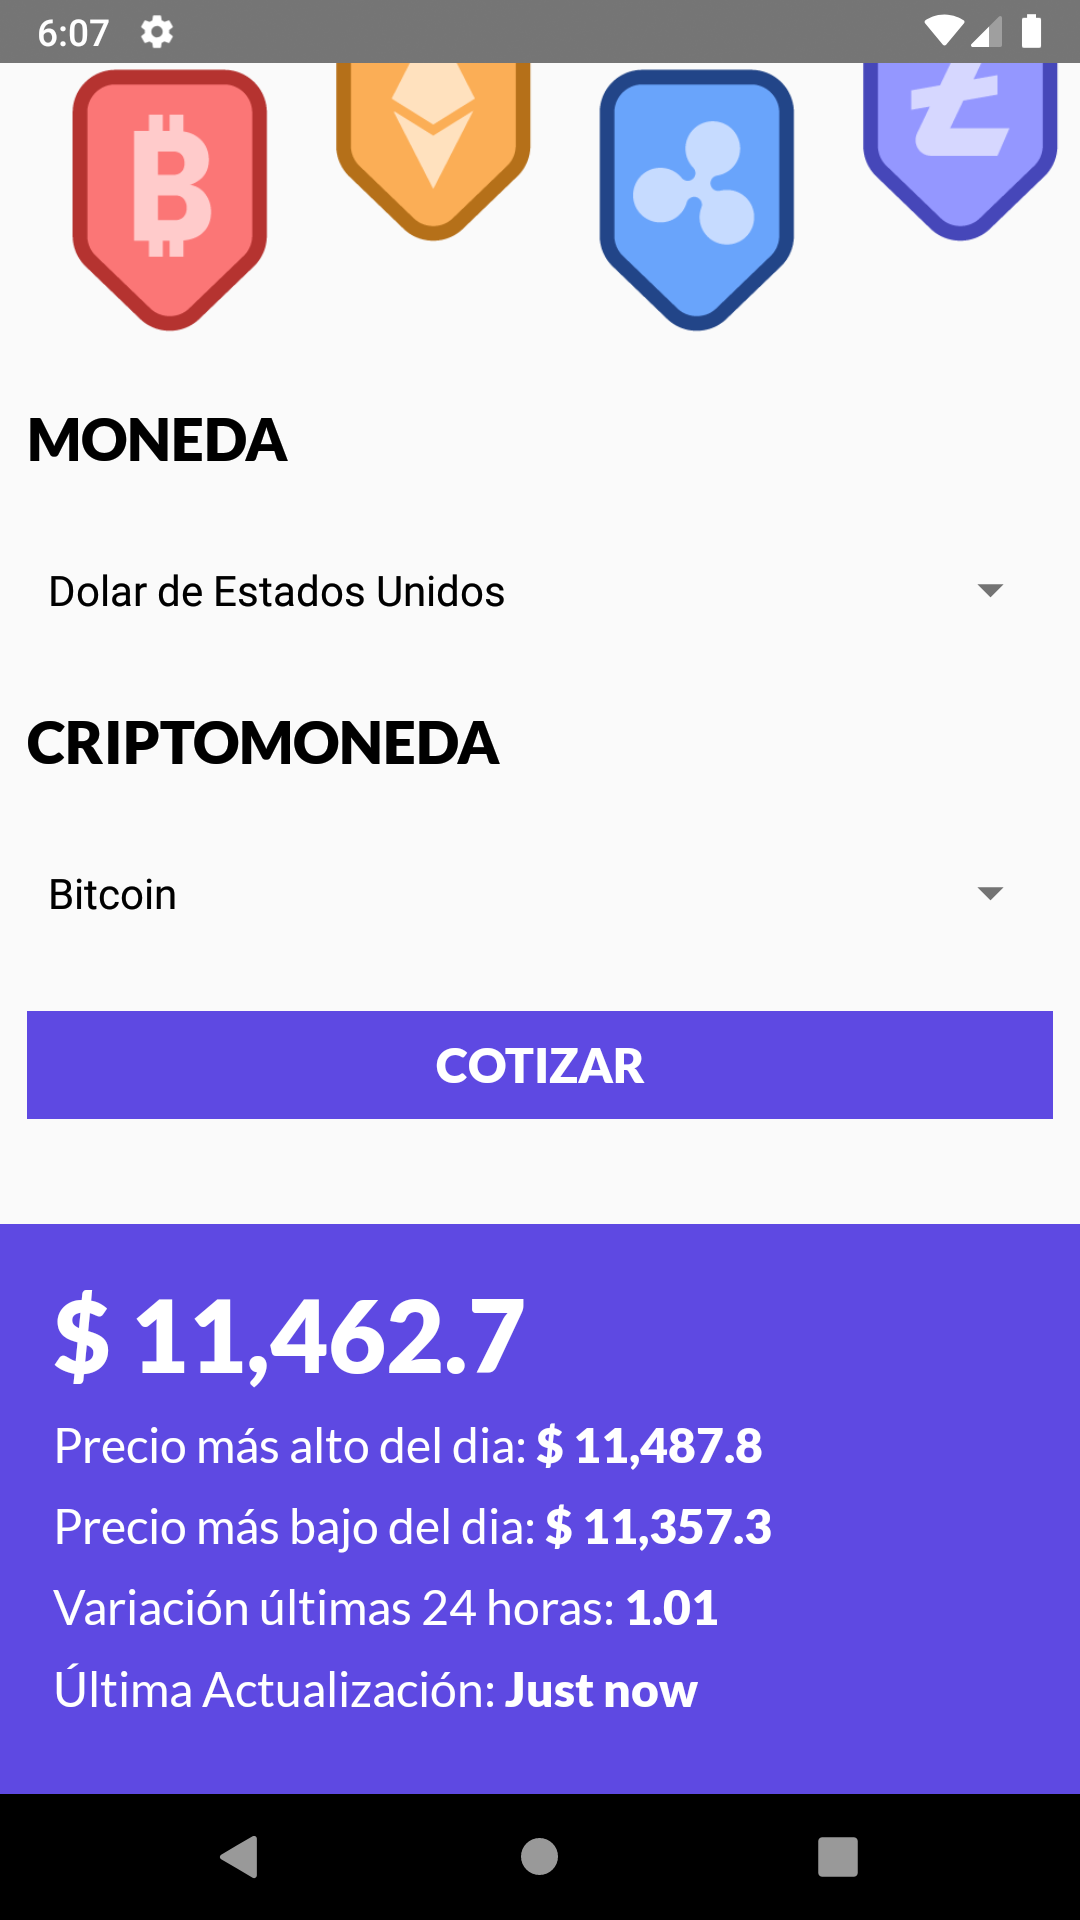 6:07
MONEDA
Dolar de Estados Unidos
CRIPTOMONEDA
Bitcoin
COTIZAR
$ 11,462.7
Precio más alto del dia: $ 11,487.8
Precio más bajo del dia: $ 11,357.3
Variación últimas 24 horas: 1.01
Última Actualización: Just now